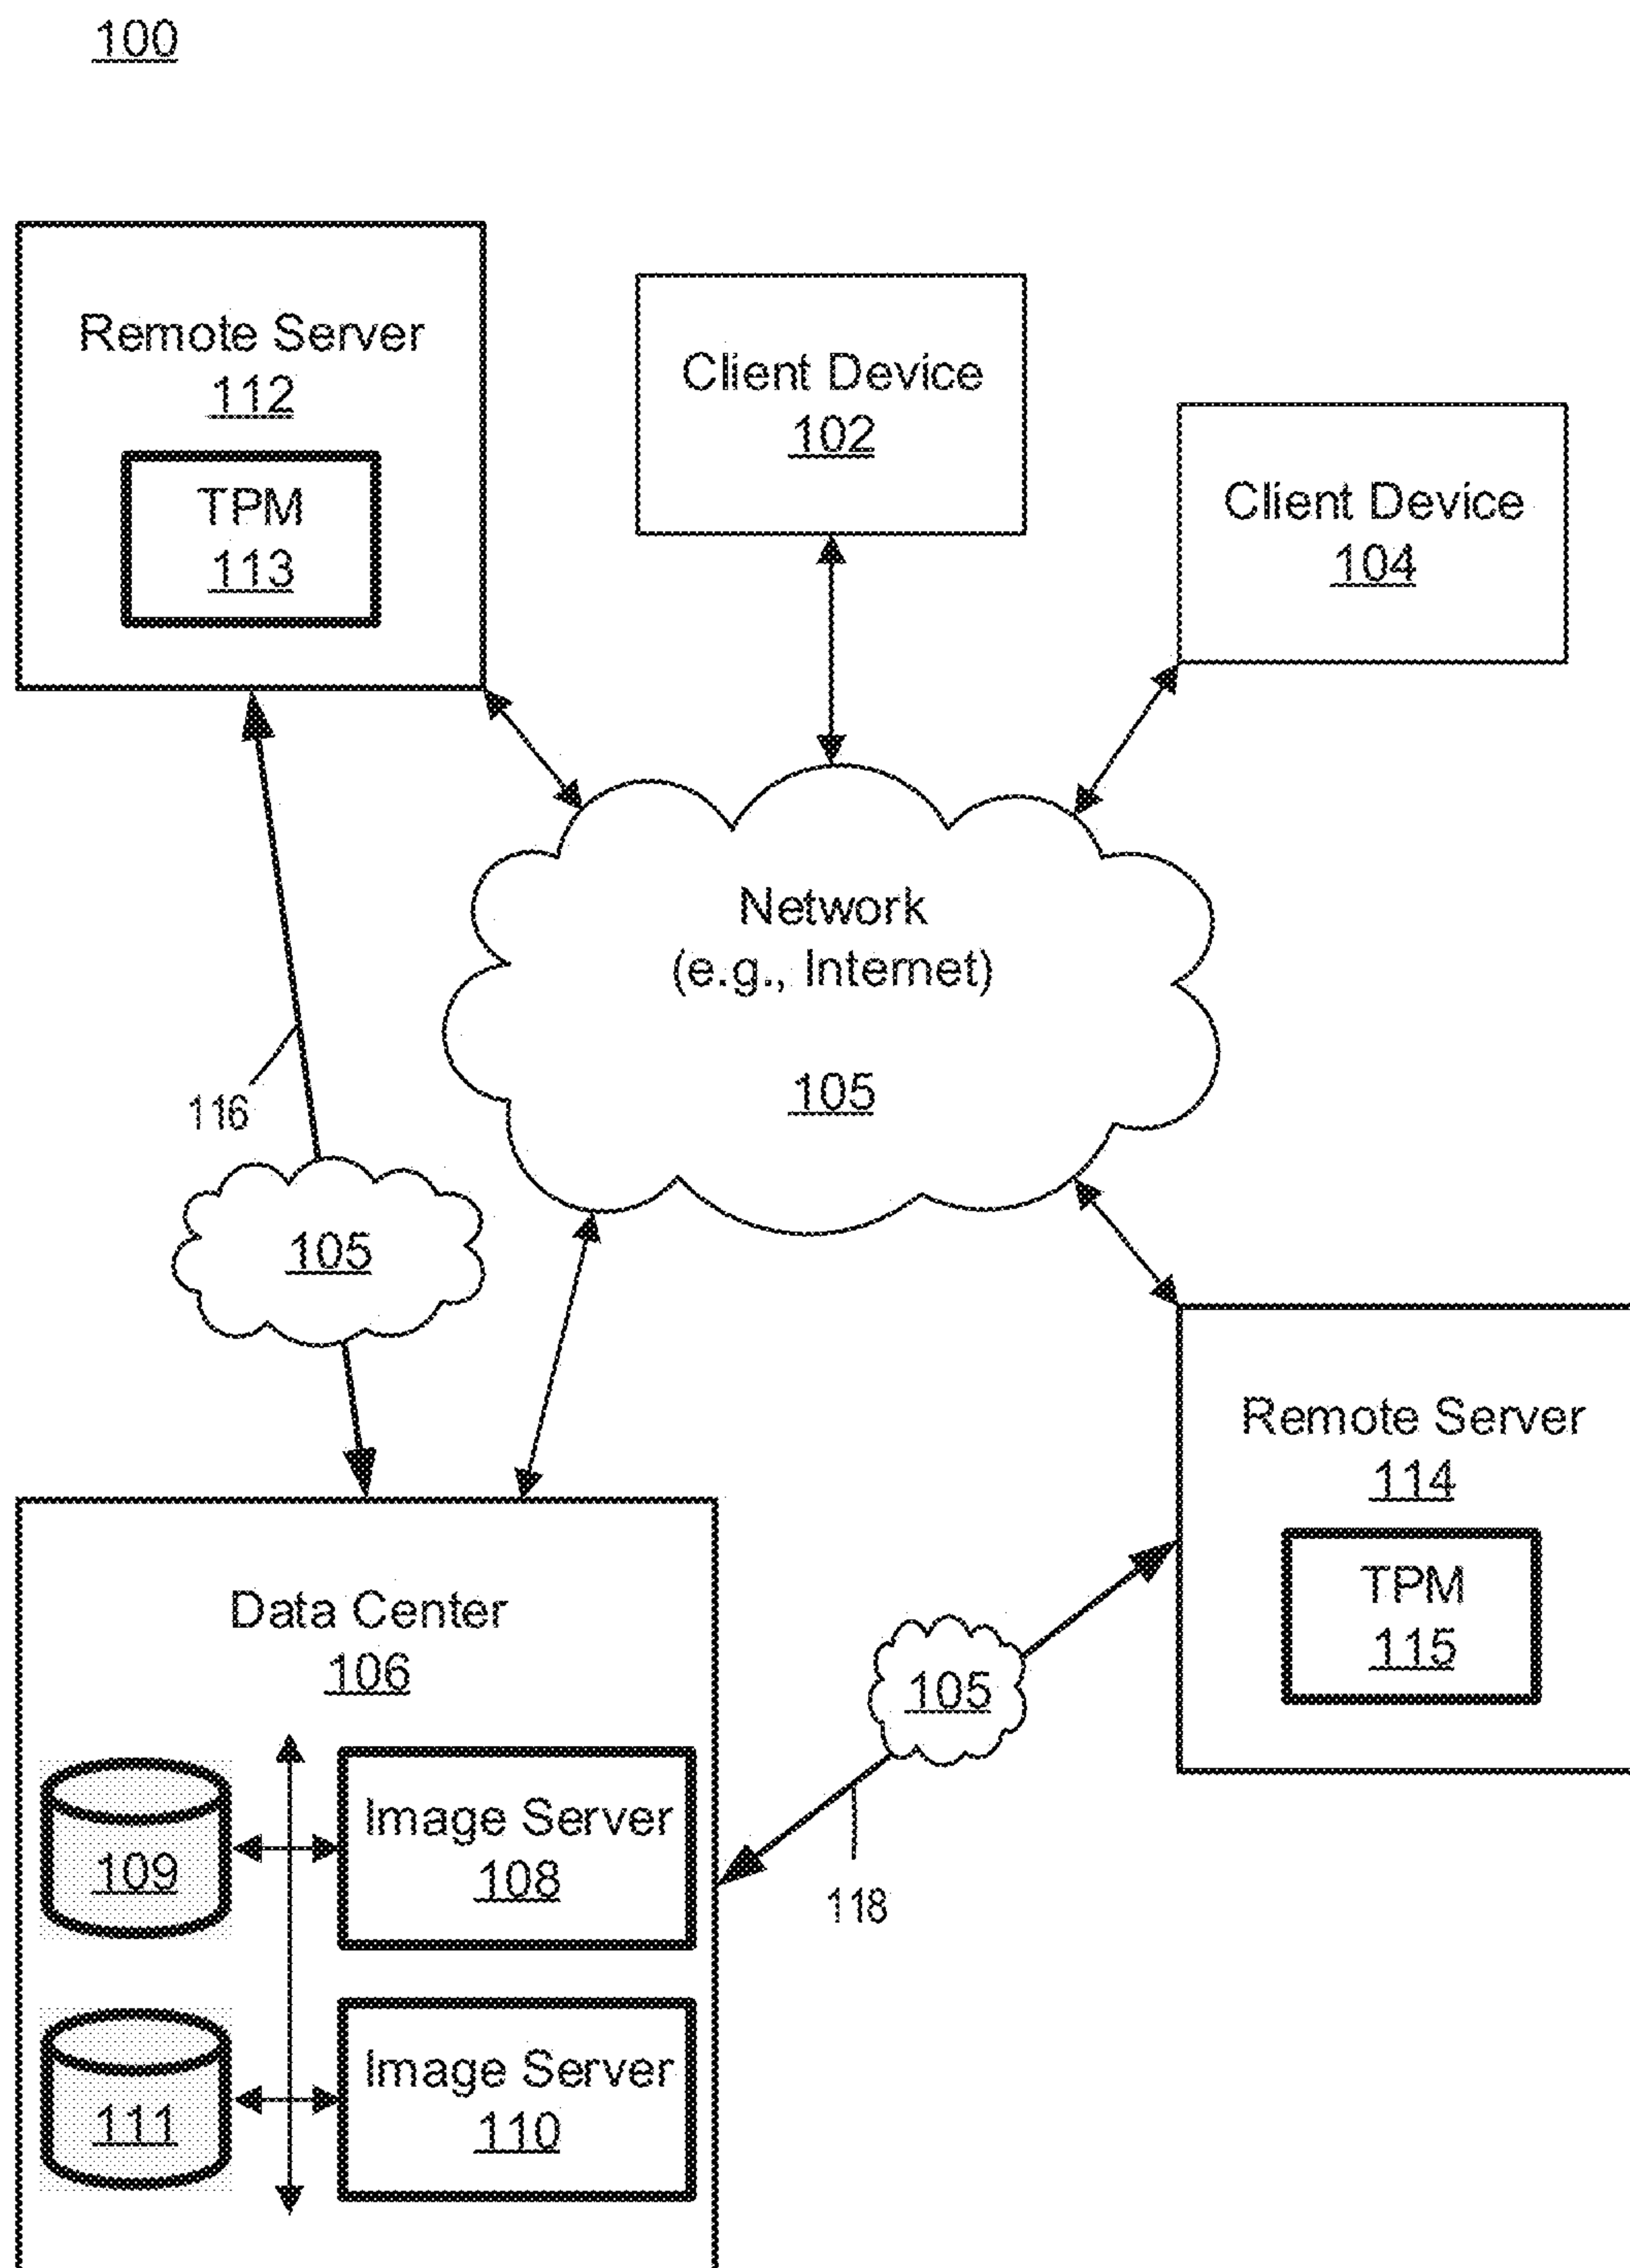 100
Remote Server
112
TPM
113
Client Device
102
Client Device
104
Network
(e.g., Internet)
105
116
105
Remote Server
114
TPM
115
105
118
Data Center
106
109
Image Server
108
111
Image Server
110